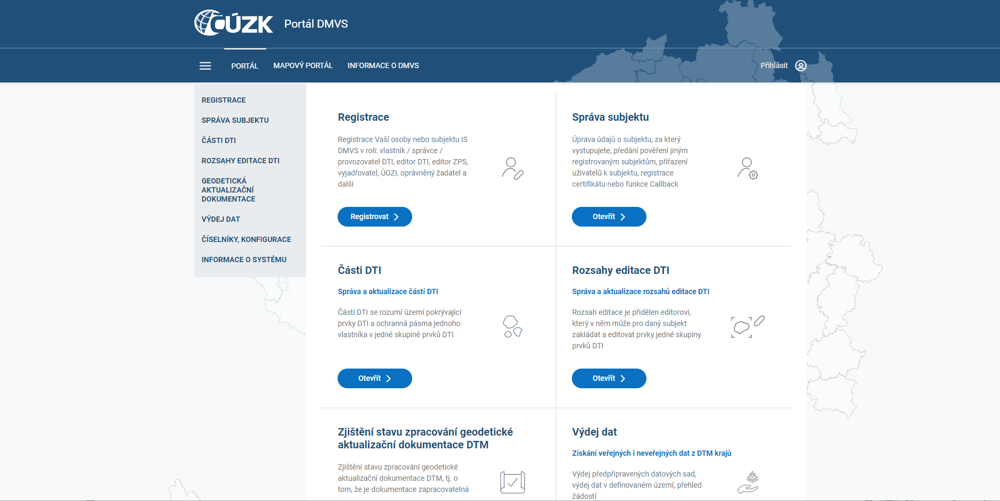 ČÚZK
Portál DMVS
PORTÁL
MAPOVÝ PORTÁL
INFORMACE O DMVS
Přihlásit
REGISTRACE
SPRÁVA SUBJEKTU
ČÁSTI DTI
ROZSAHY EDITACE DTI
GEODETICKÁ
AKTUALIZAČNÍ
DOKUMENTACE
VÝDEJ DAT
ČÍSELNÍKY, KONFIGURACE
INFORMACE O SYSTÉMU
Registrace
Registrace Vaší osoby nebo subjektu IS
DMVS v roli: vlastník / správce /
provozovatel DTI, editor DTI, editor ZPS,
vyjadřovatel, ÚOZI, oprávněný žadatel a
další
Registrovat
Správa subjektu
Úprava údajů o subjektu, za který
vystupujete, předání pověření jiným
registrovaným subjektům, přiřazení
uživatelů k subjektu, registrace
certifikátu nebo funkce Callback
Otevřít
Části DTI
Správa a aktualizace částí DTI
Částí DTI se rozumí území pokrývající
prvky DTI a ochranná pásma jednoho
vlastníka v jedné skupině prvků DTI
Otevřít
Rozsahy editace DTI
Správa a aktualizace rozsahů editace DTI
Rozsah editace je přidělen editorovi,
který v něm může pro daný subjekt
zakládat a editovat prvky jedné skupiny
prvků DTI
Otevřít
Zjištění stavu zpracování geodetické
aktualizační dokumentace DTM
Zjištění stavu zpracování geodetické
aktualizační dokumentace DTM, tj. o
tom, že je dokumentace zapracovatelná
Výdej dat
Získání veřejných i neveřejných dat z DTM krajů
Výdej předpřipravených datových sad,
výdej dat v definovaném území, přehled
žádostí